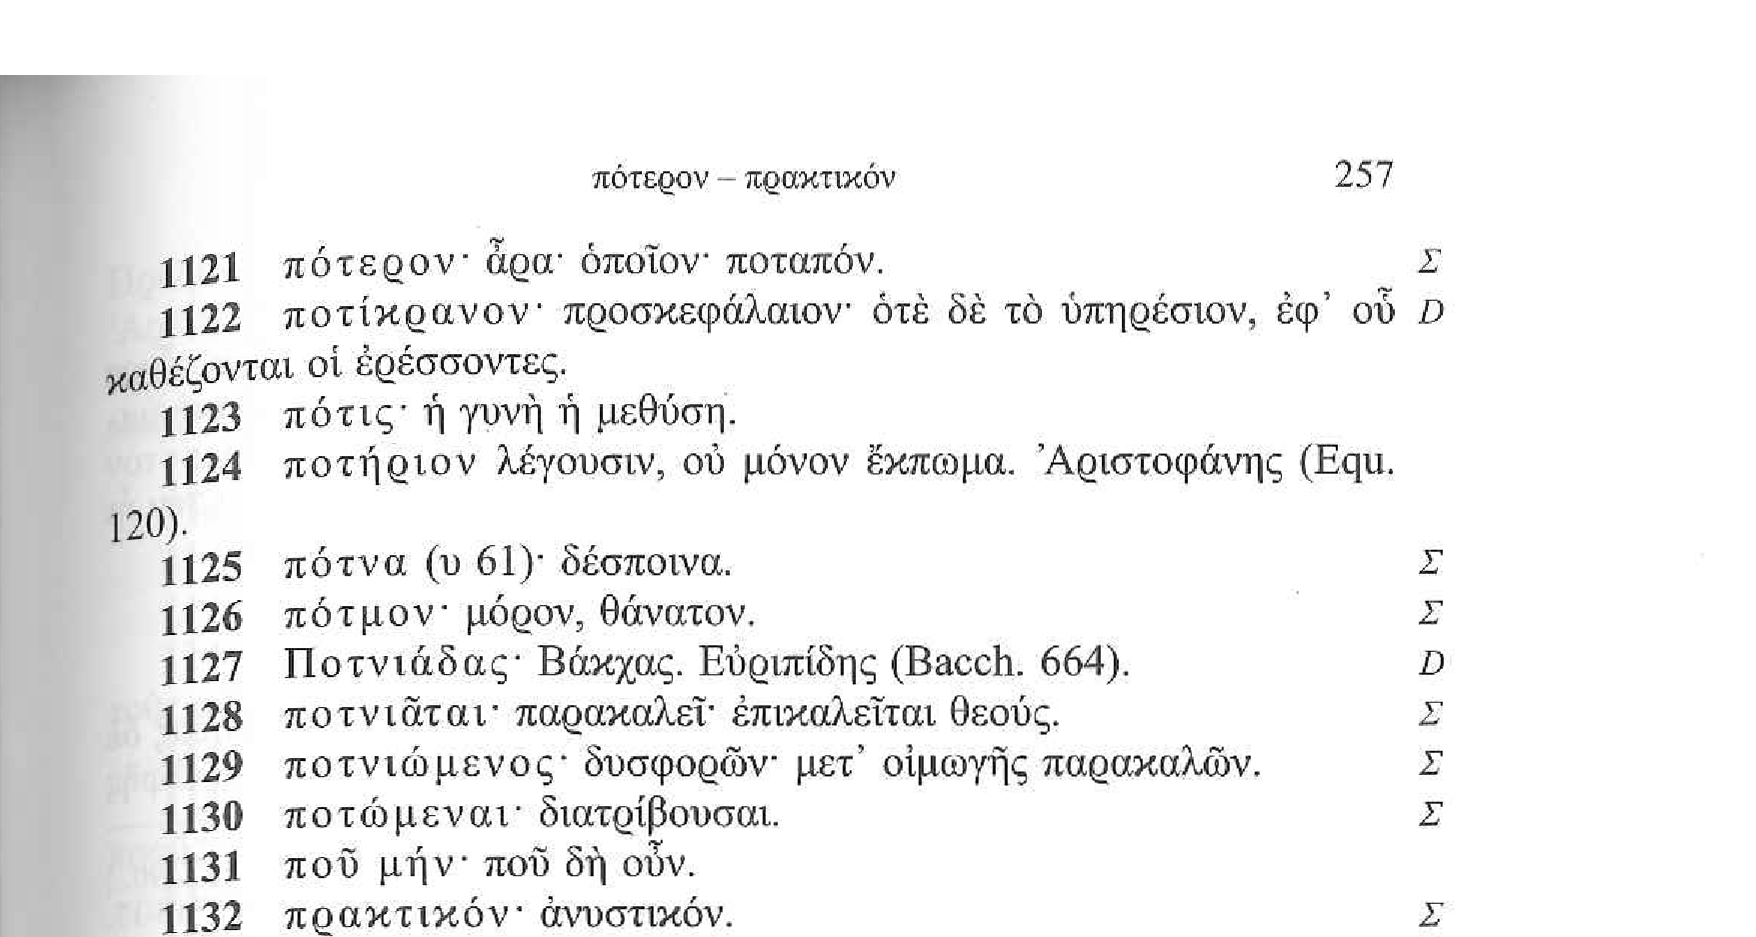 πότερον – πρακτικόν 257
1121 πότερον· ἆρα· ὁποῖον· ποταπόν. Σ
1122 ποτίκρανον· προσκεφάλαιον· ὁτὲ δὲ τὸ ὑπηρέσιον, ἐφ’ οὗ D
καθέζονται οἱ ἐρέσσοντες.
1123 πότις· ἡ γυνὴ ἡ μεθύση.
1124 ποτήριον λέγουσιν, οὐ μόνον ἔκπωμα. Ἀριστοφάνης (Equ.
120).
1125 πότνα (υ 61)· δέσποινα. Σ
1126 πότμον· μόρον, θάνατον. Σ
1127 Ποτνιάδας· Βάκχας. Εὐριπίδης (Bacch. 664). D
1128 ποτνιᾶται· παρακαλεῖ· ἐπικαλεῖται θεούς. Σ
1129 ποτνιώμενος· δυσφορῶν· μετ’ οἰμωγῆς παρακαλῶν. Σ
1130 ποτώμεναι· διατρίβουσαι. Σ
1131 ποῦ μήν· ποῦ δὴ οὖν.
1132 πρακτικόν· ἀνυστικόν. Σ